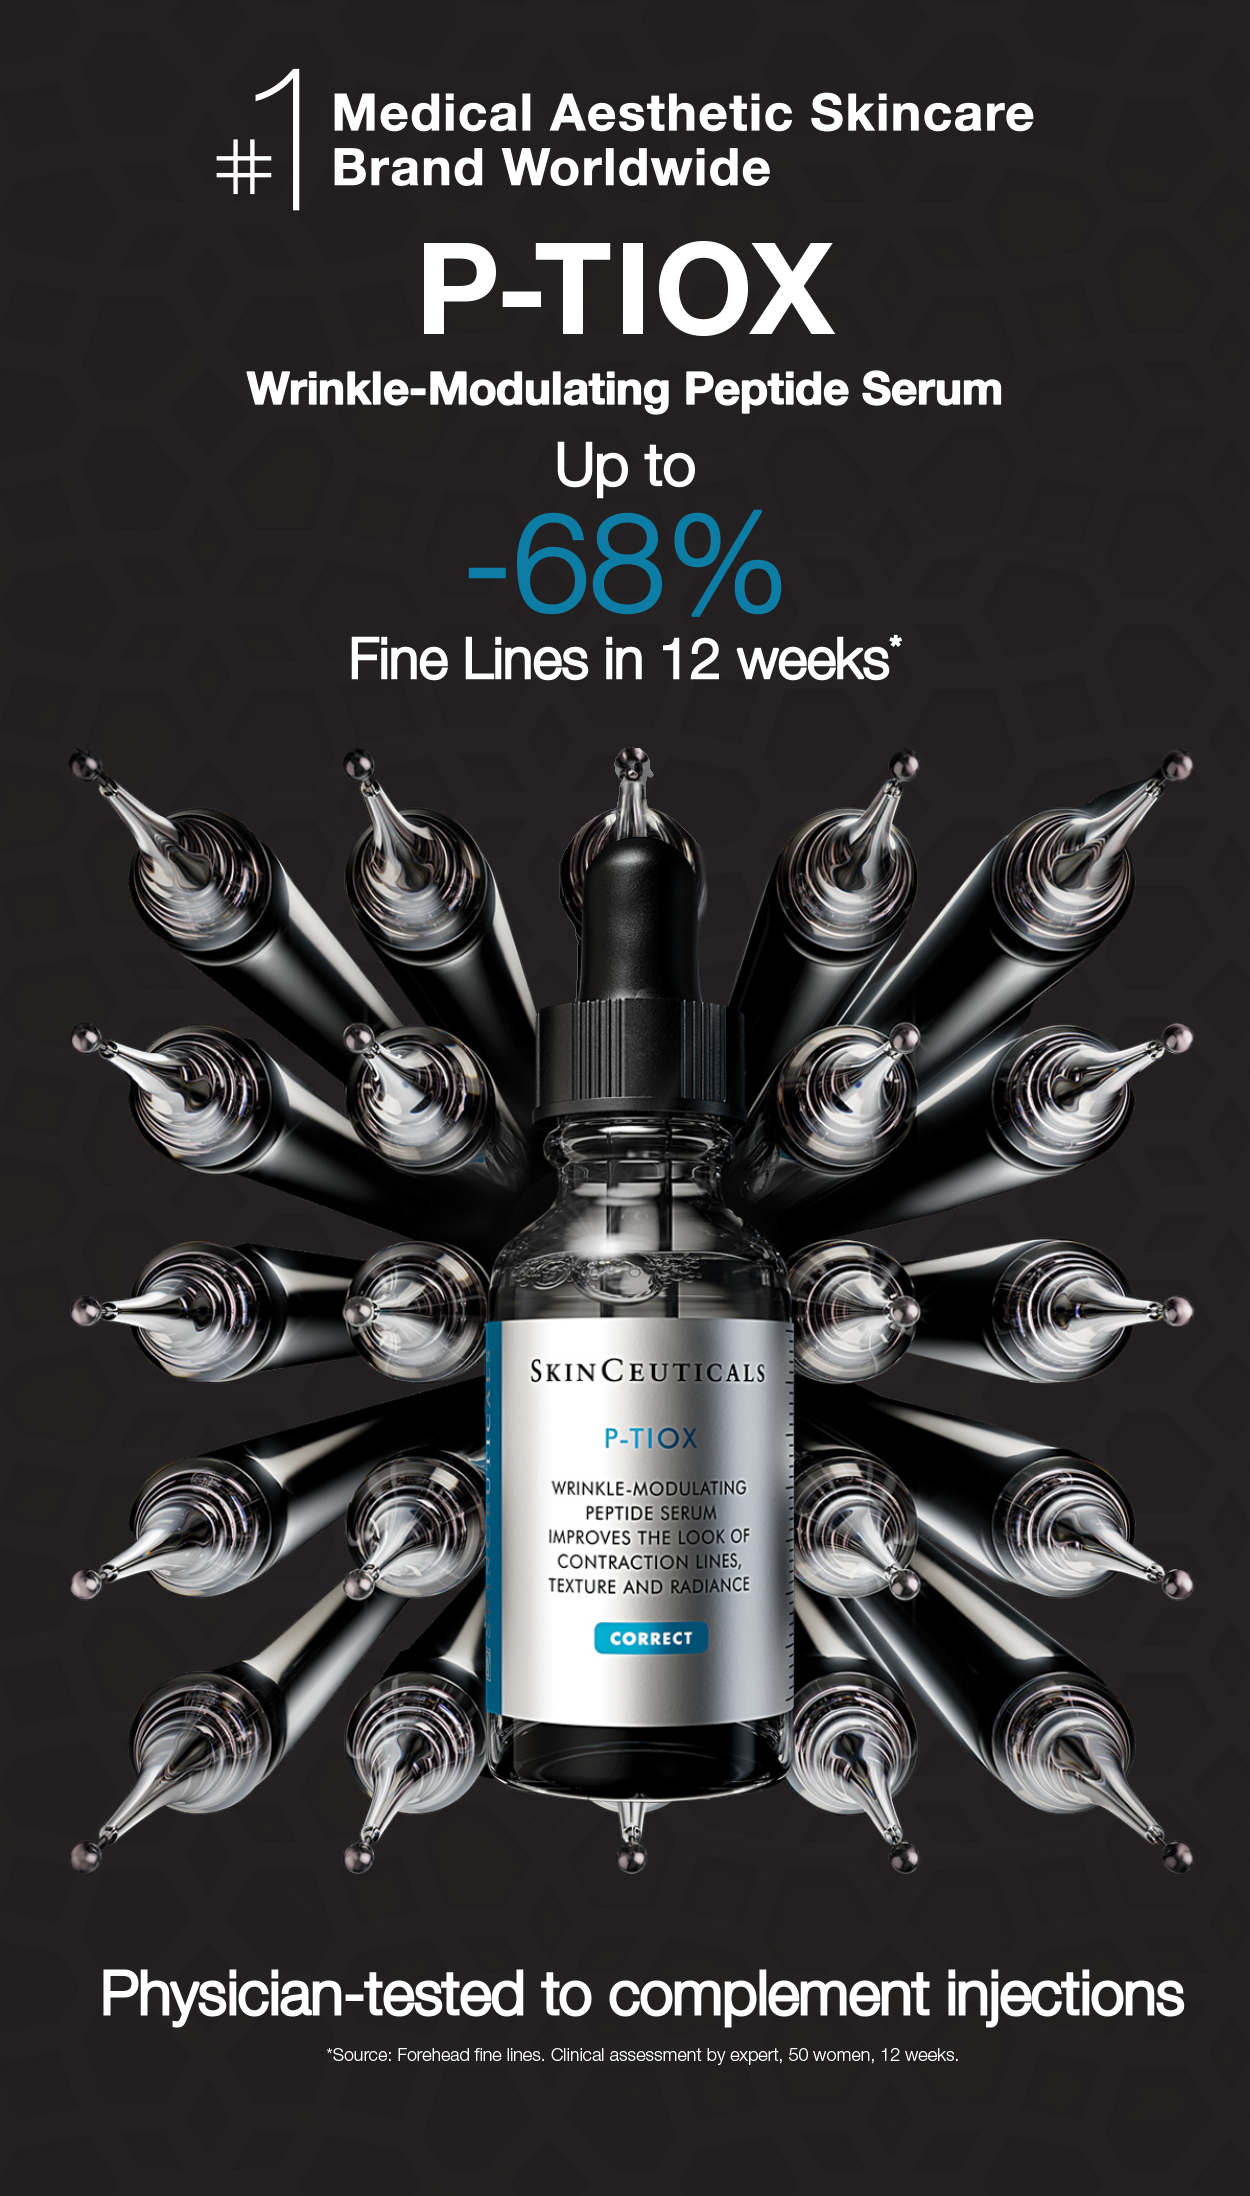 #1 Medical Aesthetic Skincare
Brand Worldwide
P-TIOX
Wrinkle-Modulating Peptide Serum
Up to
-68%
Fine Lines in 12 weeks*
SKINCEUTICALS
P-TIOX
WRINKLE-MODULATING
PEPTIDE SERUM
IMPROVES THE LOOK OF
CONTRACTION LINES,
TEXTURE AND RADIANCE
CORRECT
Physician-tested to complement injections
*Source: Forehead fine lines. Clinical assessment by expert, 50 women, 12 weeks.